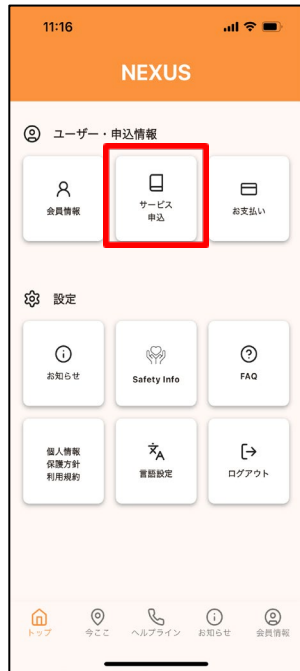 11:16
NEXUS
ユーザー・申込情報
会員情報
サービス
申込
お支払い
設定
お知らせ
Safety Info
FAQ
個人情報
保護方針
利用規約
言語設定
ログアウト
トップ
今ここ
ヘルプライン
お知らせ
会員情報